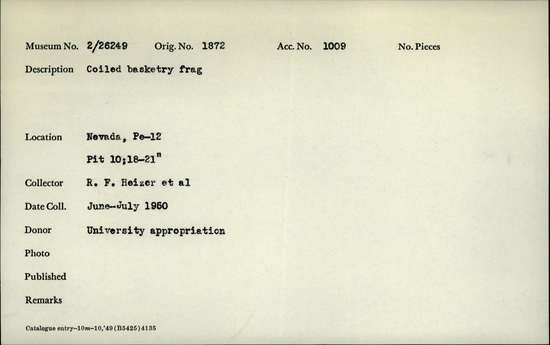 Museum No. 2/26249 Orig. No. 1872 Acc. No. 1009 No. Pieces
Description Coiled basketry frag
Location Nevada, Pe-12
Pit 10;18-21"
Collector R. F. Heizer et al
Date Coll. June-July 1950
Donor University appropriation
Photo
Published
Remarks
Catalogue entry-10m-10,'49 (B5425) 4135